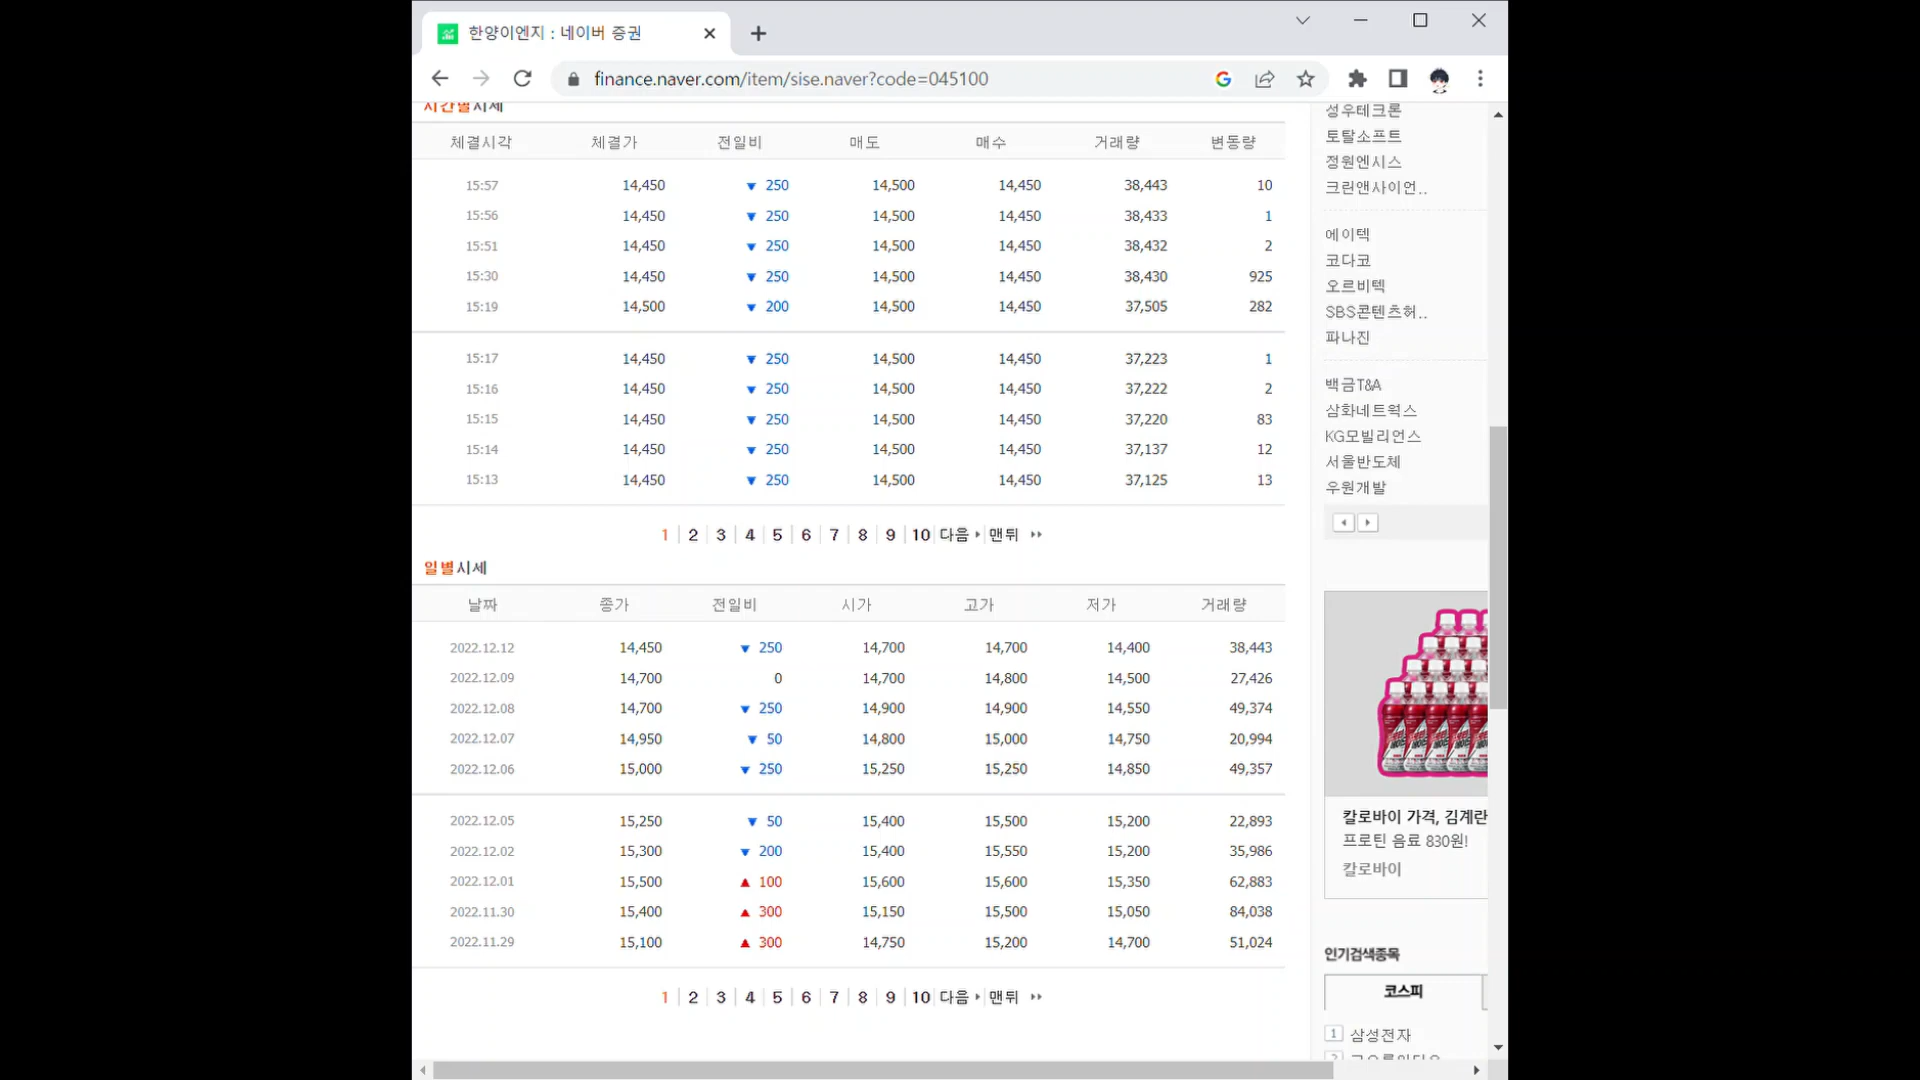 한양이엔지 : 네이버 증권
finance.naver.com/item/sise.naver?code=045100
시간별시세
체결시각 체결가 전일비 매도 매수 거래량 변동량
15:57 14,450 ▼ 250 14,500 14,450 38,443 10
15:56 14,450 ▼ 250 14,500 14,450 38,433 1
15:51 14,450 ▼ 250 14,500 14,450 38,432 2
15:30 14,450 ▼ 250 14,500 14,450 38,430 925
15:19 14,500 ▼ 200 14,500 14,450 37,505 282
15:17 14,450 ▼ 250 14,500 14,450 37,223 1
15:16 14,450 ▼ 250 14,500 14,450 37,222 2
15:15 14,450 ▼ 250 14,500 14,450 37,220 83
15:14 14,450 ▼ 250 14,500 14,450 37,137 12
15:13 14,450 ▼ 250 14,500 14,450 37,125 13
1 2 3 4 5 6 7 8 9 10 다음 맨뒤
일별시세
날짜 종가 전일비 시가 고가 저가 거래량
2022.12.12 14,450 ▼ 250 14,700 14,700 14,400 38,443
2022.12.09 14,700 0 14,700 14,800 14,500 27,426
2022.12.08 14,700 ▼ 250 14,900 14,900 14,550 49,374
2022.12.07 14,950 ▼ 50 14,800 15,000 14,750 20,994
2022.12.06 15,000 ▼ 250 15,250 15,250 14,850 49,357
2022.12.05 15,250 ▼ 50 15,400 15,500 15,200 22,893
2022.12.02 15,300 ▼ 200 15,400 15,550 15,200 35,986
2022.12.01 15,500 ▲ 100 15,600 15,600 15,350 62,883
2022.11.30 15,400 ▲ 300 15,150 15,500 15,050 84,038
2022.11.29 15,100 ▲ 300 14,750 15,200 14,700 51,024
1 2 3 4 5 6 7 8 9 10 다음 맨뒤
성우테크론
토탈소프트
정원엔시스
크린앤사이언..
에이텍
코다코
오르비텍
SBS콘텐츠허..
파나진
백금T&A
삼화네트웍스
KG모빌리언스
서울반도체
우원개발
칼로바이 가격, 김계란
프로틴 음료 830원!
칼로바이
인기검색종목
코스피
1 삼성전자